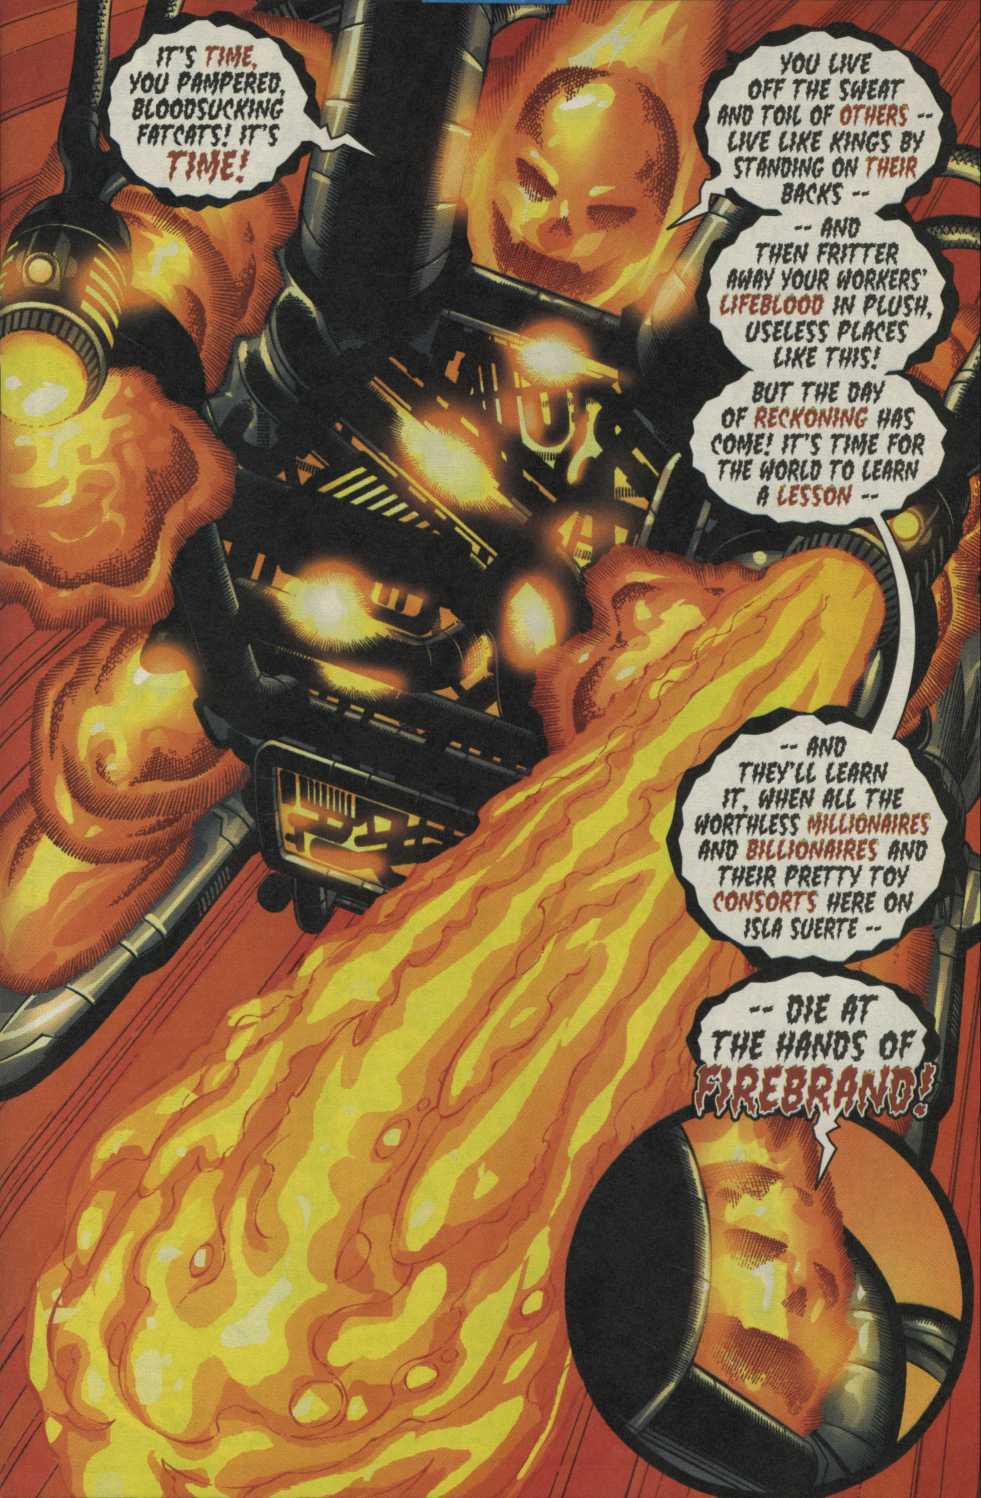 IT'S TIME,
YOU PAMPERED,
BLOODSUCKING
FATCATS! IT'S
TIME!
YOU LIVE
OFF THE SWEAT
AND TOIL OF OTHERS --
LIVE LIKE KINGS BY
STANDING ON THEIR
BACKS --
-- AND
THEN FRITTER
AWAY YOUR WORKERS'
LIFEBLOOD IN PLUSH,
USELESS PLACES
LIKE THIS!
BUT THE DAY
OF RECKONING HAS
COME! IT'S TIME FOR
THE WORLD TO LEARN
A LESSON --
-- AND
THEY'LL LEARN
IT, WHEN ALL THE
WORTHLESS MILLIONAIRES
AND BILLIONAIRES AND
THEIR PRETTY TOY
CONSORTS HERE ON
ISLA SUERTE --
-- DIE AT
THE HANDS OF
FIREBRAND!